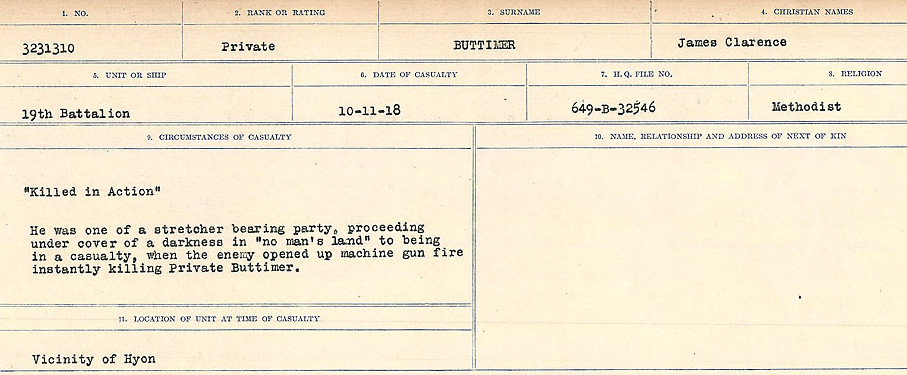 1. NO. 2. RANK OR RATING 3. SURNAME 4. CHRISTIAN NAMES
3231310 Private BUTTIMER James Clarence
5. UNIT OR SHIP 6. DATE OF CASUALTY 7. H.Q. FILE NO. 8. RELIGION
19th Battalion 10-11-18 649-B-32546 Methodist
9. CIRCUMSTANCES OF CASUALTY 10. NAME, RELATIONSHIP AND ADDRESS OF NEXT OF KIN
"Killed in Action"
He was one of a stretcher bearing party, proceeding
under cover of a darkness in "no man's land" to being
in a casualty, when the enemy opened up machine gun fire
instantly killing Private Buttimer.
11. LOCATION OF UNIT AT TIME OF CASUALTY
Vicinity of Hyon